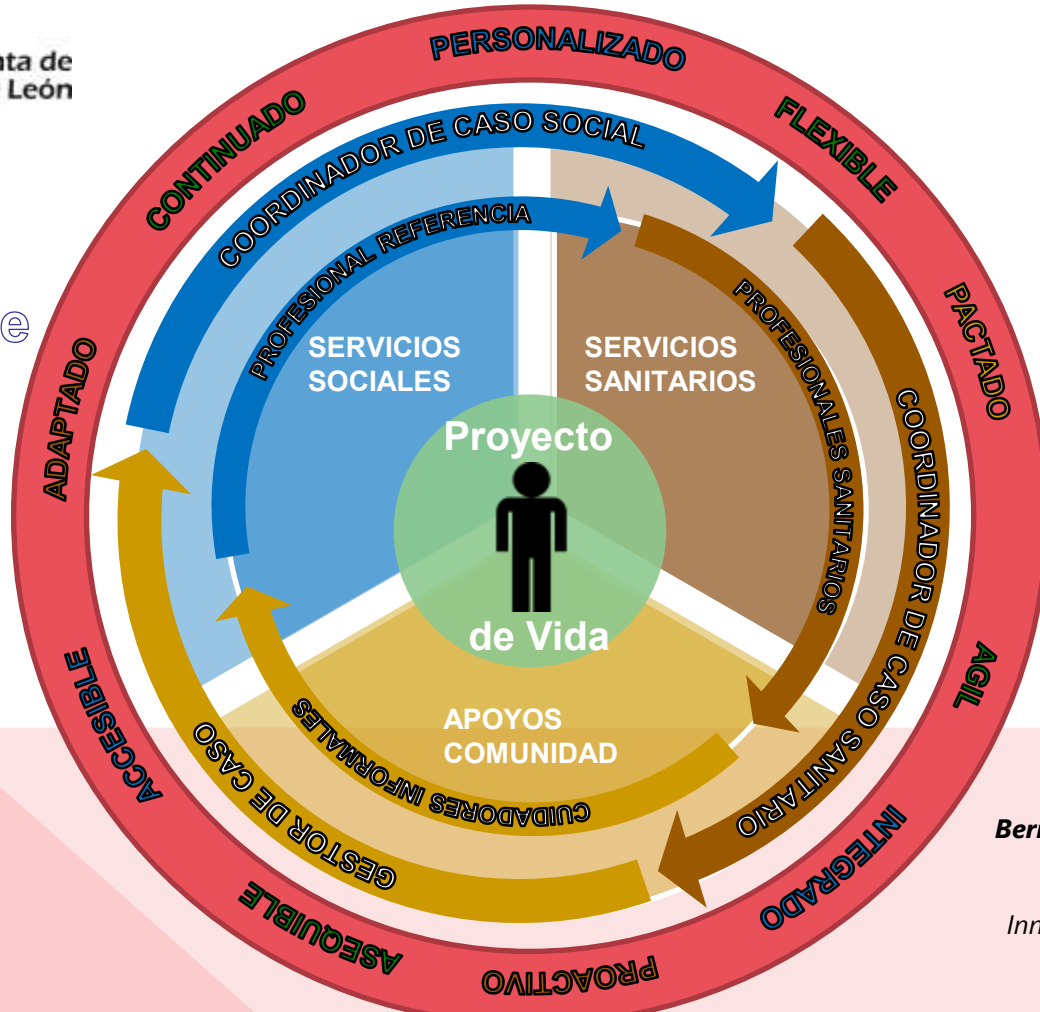 nta de
León
PERSONALIZADO
FLEXIBLE
PACTADO
AGIL
INTEGRADO
PROACTIVO
ASEQUIBLE
ACCESIBLE
ADAPTADO
CONTINUADO
COORDINADOR DE CASO SOCIAL
PROFESIONAL REFERENCIA
SERVICIOS
SOCIALES
SERVICIOS
SANITARIOS
PROFESIONALES SANITARIOS
COORDINADOR DE CASO SANITARIO
Proyecto
de Vida
APOYOS
COMUNIDAD
CUIDADORES INFORMALES
GESTOR DE CASO
e
Inn